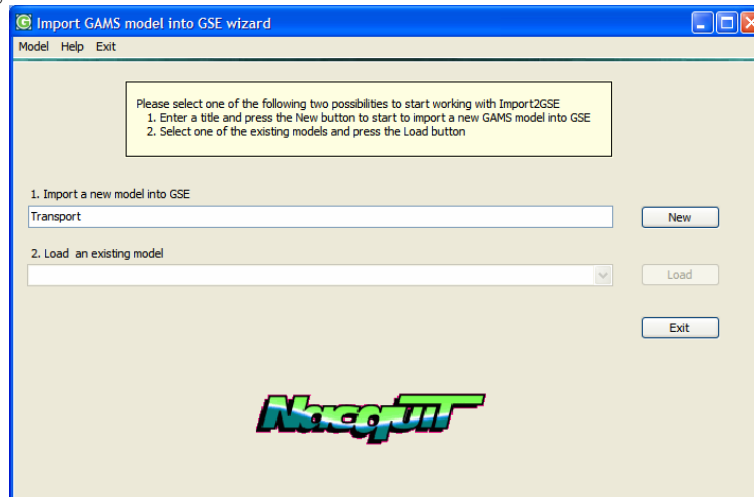 Import GAMS model into GSE wizard
Model Help Exit
Please select one of the following two possibilities to start working with Import2GSE
1. Enter a title and press the New button to start to import a new GAMS model into GSE
2. Select one of the existing models and press the Load button
1. Import a new model into GSE
Transport
New
2. Load an existing model
Load
Exit
NacquiT